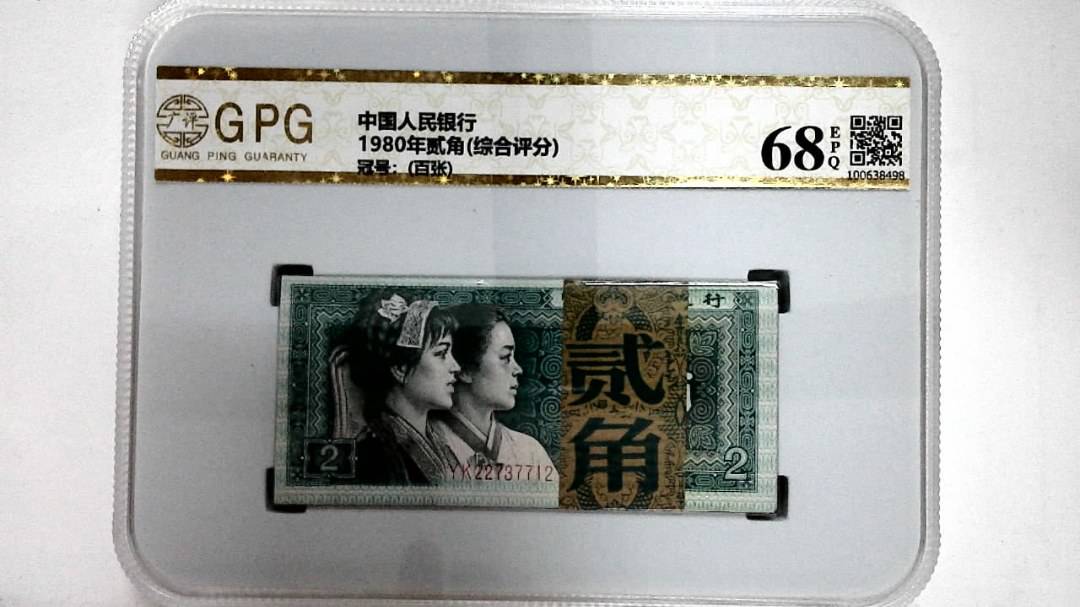 广评
GPG
GUANG PING GUARANTY
中国人民银行
1980年贰角(综合评分)
冠号：(百张)
68
EPQ
100638498
行
贰
角
2
YK22737712
2